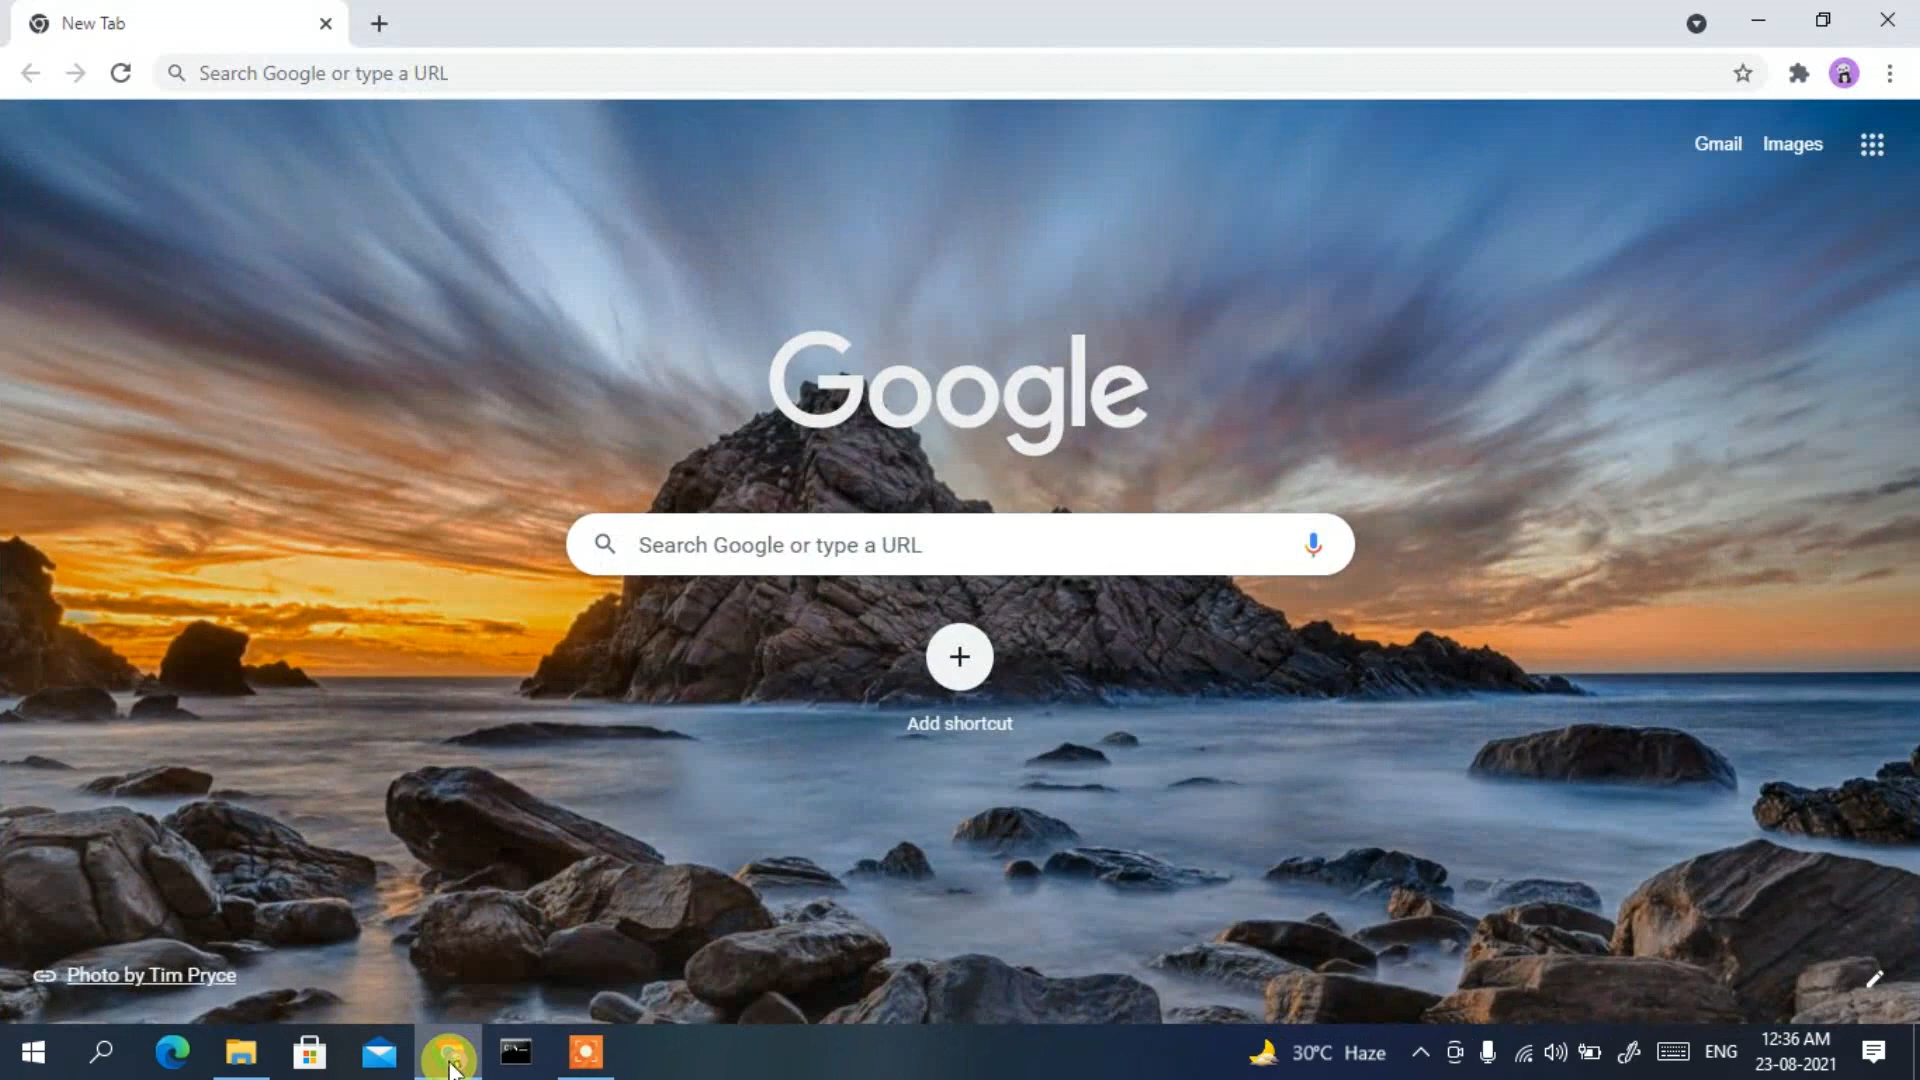 New Tab
Search Google or type a URL
Gmail Images
Google
Search Google or type a URL
Add shortcut
Photo by Tim Pryce
30°C Haze
ENG
12:36 AM
23-08-2021